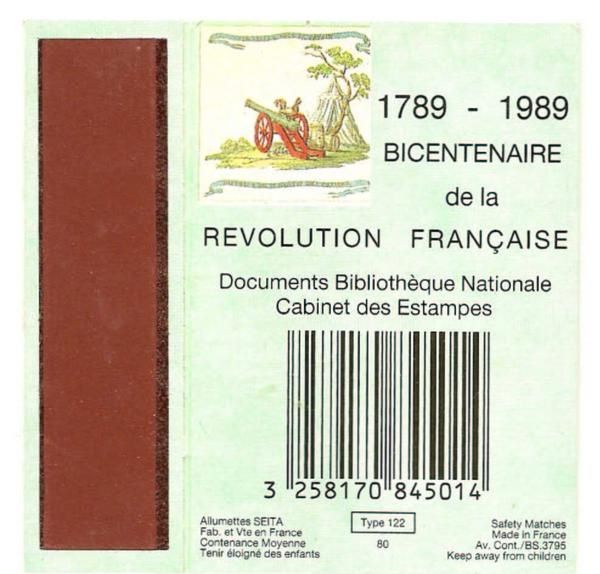 1789 - 1989
BICENTENAIRE
de la
REVOLUTION FRANÇAISE
Documents Bibliothèque Nationale
Cabinet des Estampes
3 258170 845014
Allumettes SEITA
Fab. et Vte en France
Contenance Moyenne
Tenir éloigné des enfants
Type 122
80
Safety Matches
Made in France
Av. Cont./BS.3795
Keep away from children